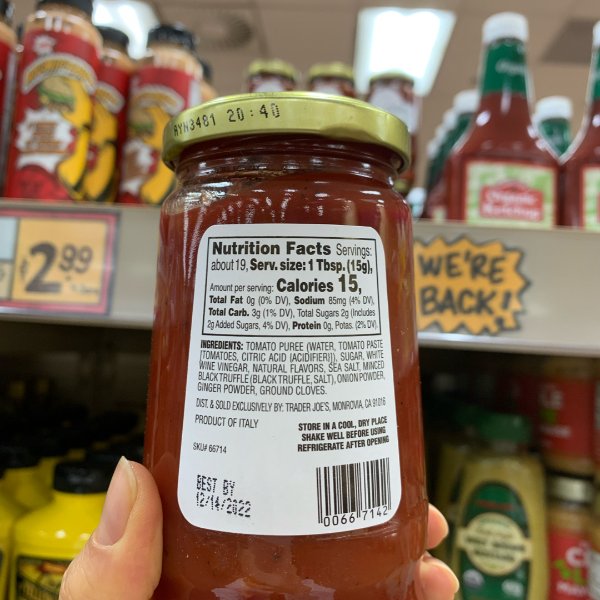 RYN3481 20:40
$2.99
WE'RE
BACK!
Organic
Ketchup
Nutrition Facts Servings:
about 19, Serv. size: 1 Tbsp. (15g),
Amount per serving: Calories 15,
Total Fat 0g (0% DV), Sodium 85mg (4% DV),
Total Carb. 3g (1% DV), Total Sugars 2g (Includes
2g Added Sugars, 4% DV), Protein 0g, Potas. (2% DV).
INGREDIENTS: TOMATO PUREE (WATER, TOMATO PASTE
[TOMATOES, CITRIC ACID (ACIDIFIER)]), SUGAR, WHITE
WINE VINEGAR, NATURAL FLAVORS, SEA SALT, MINCED
BLACK TRUFFLE (BLACK TRUFFLE, SALT), ONION POWDER,
GINGER POWDER, GROUND CLOVES.
DIST. & SOLD EXCLUSIVELY BY: TRADER JOE'S, MONROVIA, CA 91016
PRODUCT OF ITALY
STORE IN A COOL, DRY PLACE
SHAKE WELL BEFORE USING
REFRIGERATE AFTER OPENING
SKU# 66714
BEST BY
12/14/2022
0066 7142